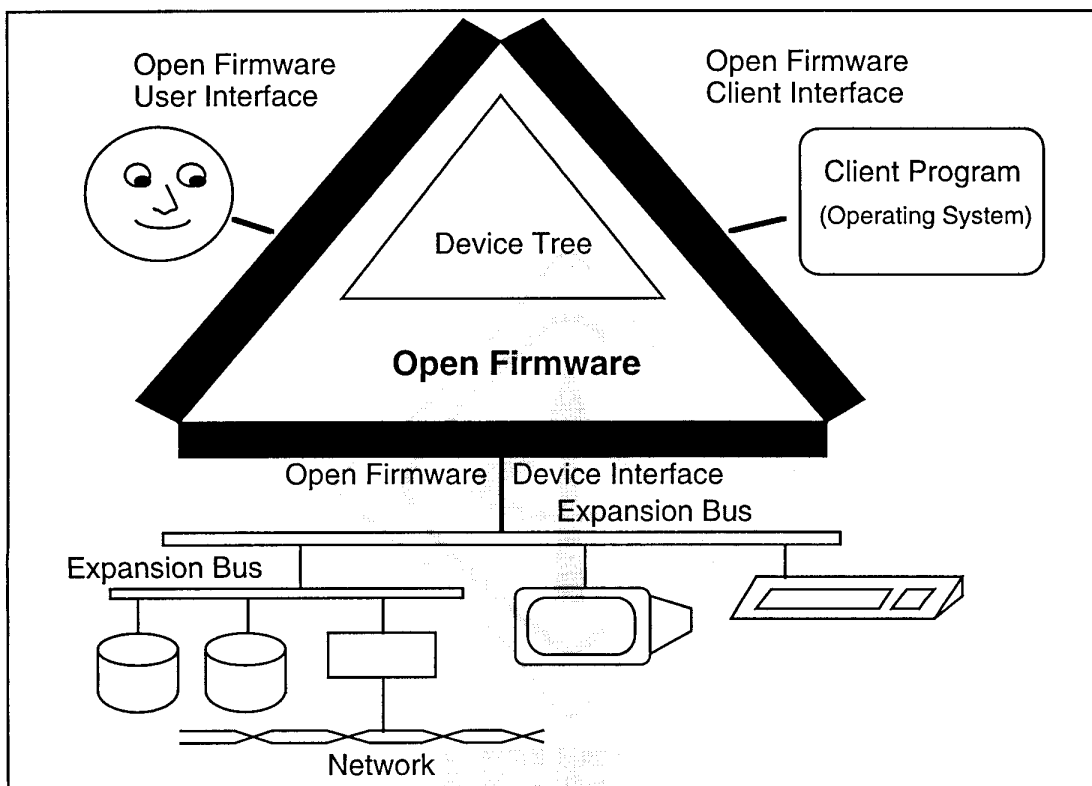 Open Firmware
User Interface
Open Firmware
Client Interface
Client Program
(Operating System)
Device Tree
Open Firmware
Open Firmware Device Interface
Expansion Bus
Expansion Bus
Network